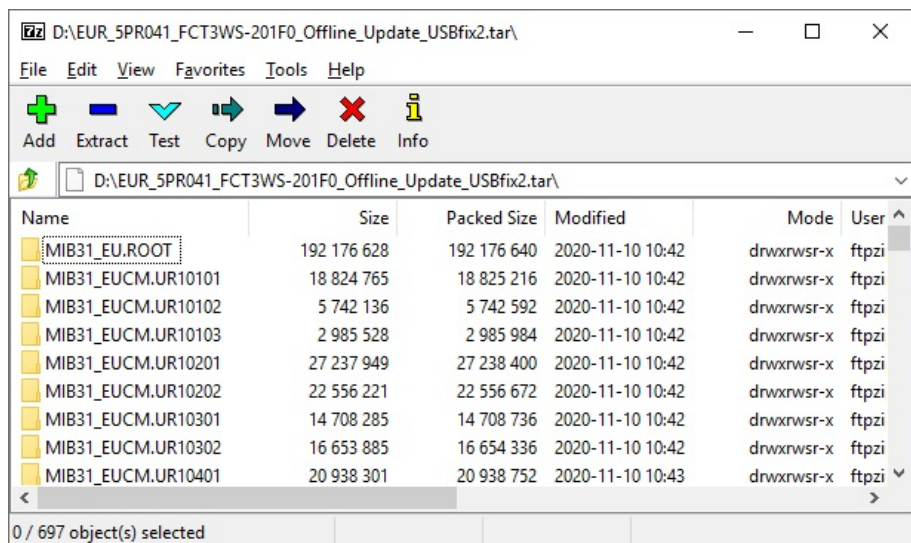 7z D:\EUR_5PR041_FCT3WS-201F0_Offline_Update_USBfix2.tar\
File Edit View Favorites Tools Help
Add Extract Test Copy Move Delete Info
D:\EUR_5PR041_FCT3WS-201F0_Offline_Update_USBfix2.tar\
Name Size Packed Size Modified Mode User
MIB31_EU.ROOT 192 176 628 192 176 640 2020-11-10 10:42 drwxrwsr-x ftpzi
MIB31_EUCM.UR10101 18 824 765 18 825 216 2020-11-10 10:42 drwxrwsr-x ftpzi
MIB31_EUCM.UR10102 5 742 136 5 742 592 2020-11-10 10:42 drwxrwsr-x ftpzi
MIB31_EUCM.UR10103 2 985 528 2 985 984 2020-11-10 10:42 drwxrwsr-x ftpzi
MIB31_EUCM.UR10201 27 237 949 27 238 400 2020-11-10 10:42 drwxrwsr-x ftpzi
MIB31_EUCM.UR10202 22 556 221 22 556 672 2020-11-10 10:42 drwxrwsr-x ftpzi
MIB31_EUCM.UR10301 14 708 285 14 708 736 2020-11-10 10:42 drwxrwsr-x ftpzi
MIB31_EUCM.UR10302 16 653 885 16 654 336 2020-11-10 10:42 drwxrwsr-x ftpzi
MIB31_EUCM.UR10401 20 938 301 20 938 752 2020-11-10 10:43 drwxrwsr-x ftpzi
0 / 697 object(s) selected